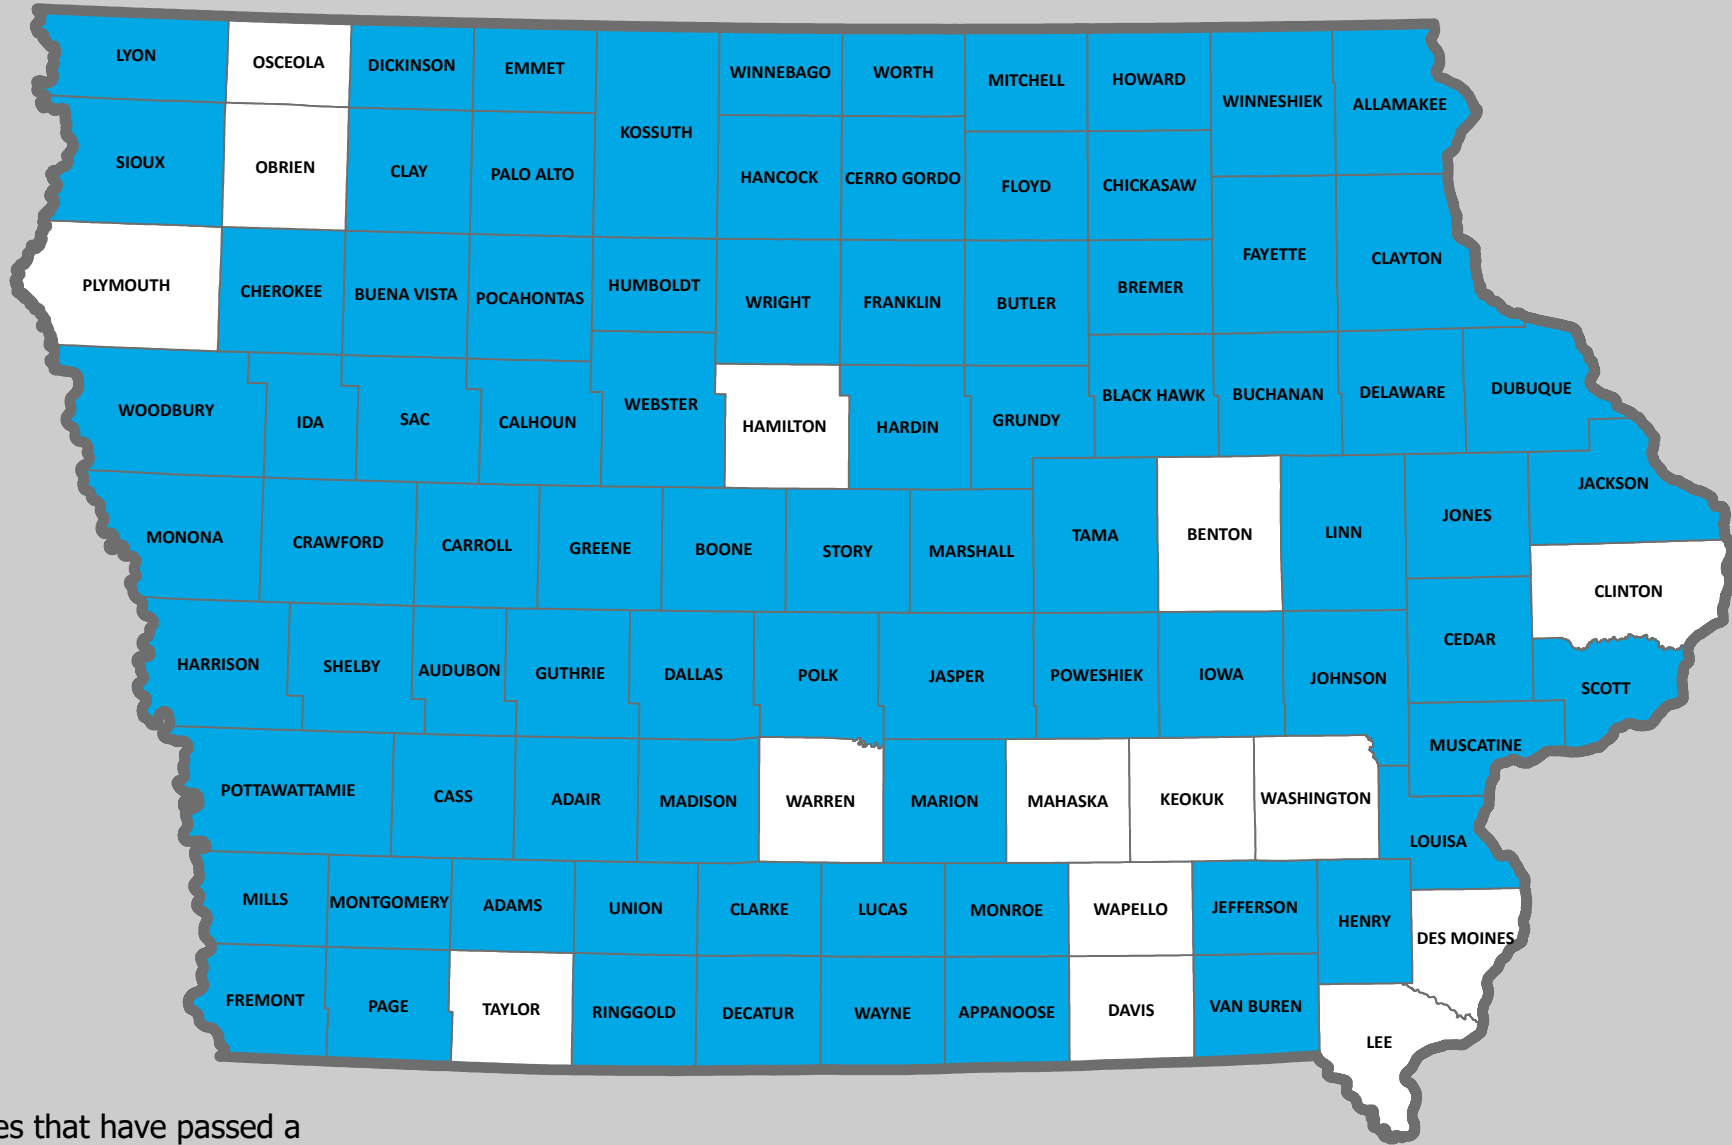 LYON
OSCEOLA
DICKINSON
EMMET
KOSSUTH
WINNEBAGO
WORTH
MITCHELL
HOWARD
WINNESHIEK
ALLAMAKEE
SIOUX
OBRIEN
CLAY
PALO ALTO
HANCOCK
CERRO GORDO
FLOYD
CHICKASAW
FAYETTE
CLAYTON
PLYMOUTH
CHEROKEE
BUENA VISTA
POCAHONTAS
HUMBOLDT
WRIGHT
FRANKLIN
BUTLER
BREMER
WOODBURY
IDA
SAC
CALHOUN
WEBSTER
HAMILTON
HARDIN
GRUNDY
BLACK HAWK
BUCHANAN
DELAWARE
DUBUQUE
MONONA
CRAWFORD
CARROLL
GREENE
BOONE
STORY
MARSHALL
TAMA
BENTON
LINN
JONES
JACKSON
CLINTON
HARRISON
SHELBY
AUDUBON
GUTHRIE
DALLAS
POLK
JASPER
POWESHIEK
IOWA
JOHNSON
CEDAR
SCOTT
MUSCATINE
POTTAWATTAMIE
CASS
ADAIR
MADISON
WARREN
MARION
MAHASKA
KEOKUK
WASHINGTON
LOUISA
MILLS
MONTGOMERY
ADAMS
UNION
CLARKE
LUCAS
MONROE
WAPELLO
JEFFERSON
HENRY
DES MOINES
FREMONT
PAGE
TAYLOR
RINGGOLD
DECATUR
WAYNE
APPANOOSE
DAVIS
VAN BUREN
LEE
es that have passed a